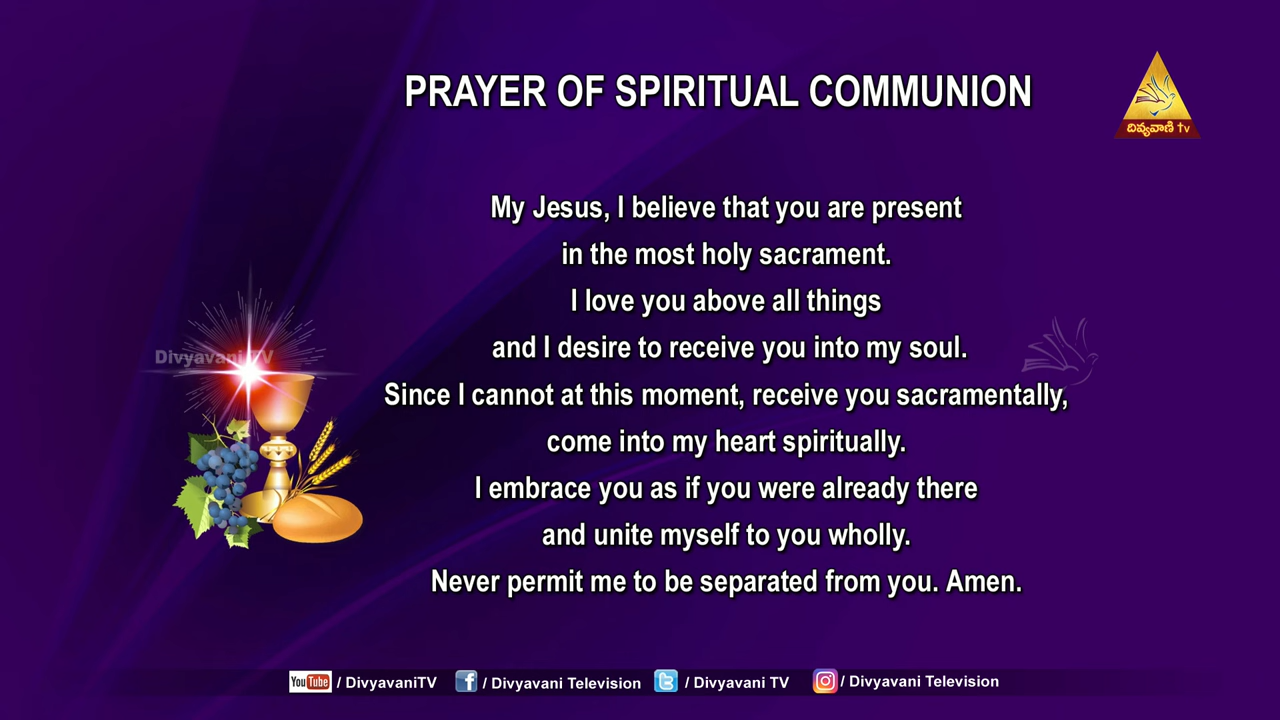 PRAYER OF SPIRITUAL COMMUNION
దివ్యవాణి tv
My Jesus, I believe that you are present
in the most holy sacrament.
I love you above all things
and I desire to receive you into my soul.
Divyavani TV
Since I cannot at this moment, receive you sacramentally,
come into my heart spiritually.
I embrace you as if you were already there
and unite myself to you wholly.
Never permit me to be separated from you. Amen.
YouTube / DivyavaniTV / Divyavani Television / Divyavani TV / Divyavani Television